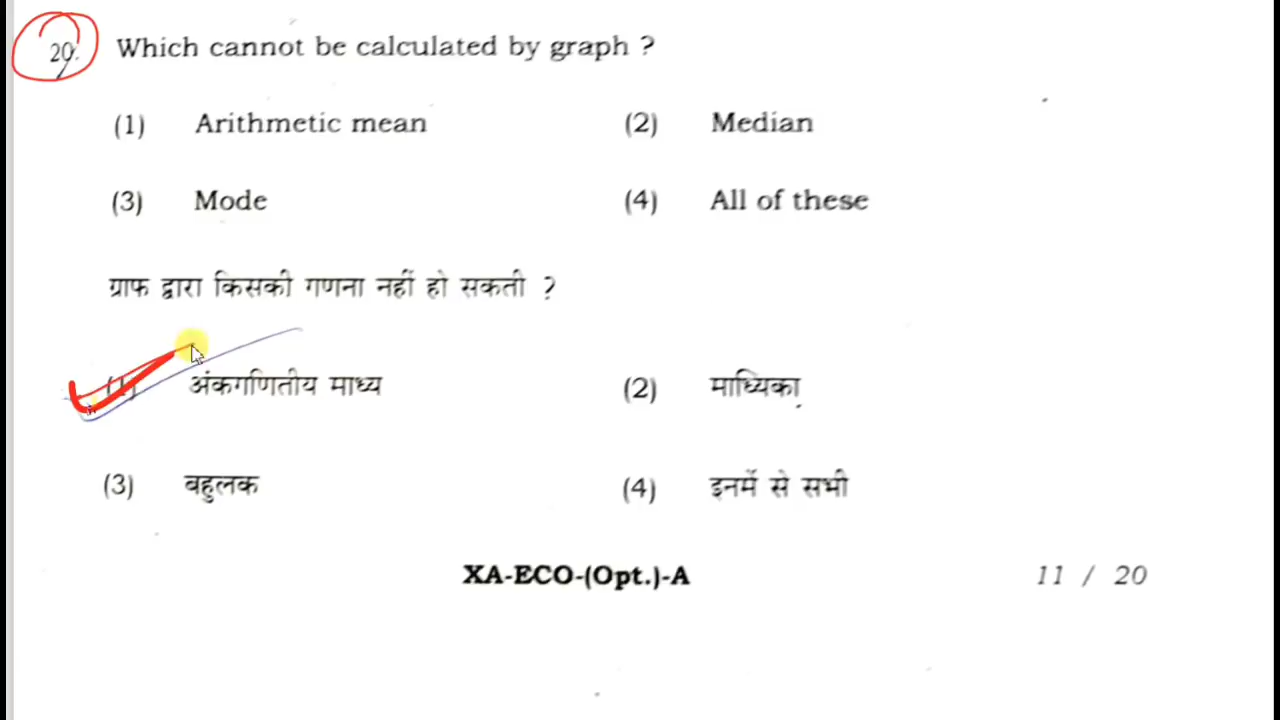 20. Which cannot be calculated by graph ?
(1) Arithmetic mean (2) Median
(3) Mode (4) All of these
ग्राफ द्वारा किसकी गणना नहीं हो सकती ?
(1) अंकगणितीय माध्य (2) माध्यिका
(3) बहुलक (4) इनमें से सभी
XA-ECO-(Opt.)-A 11 / 20